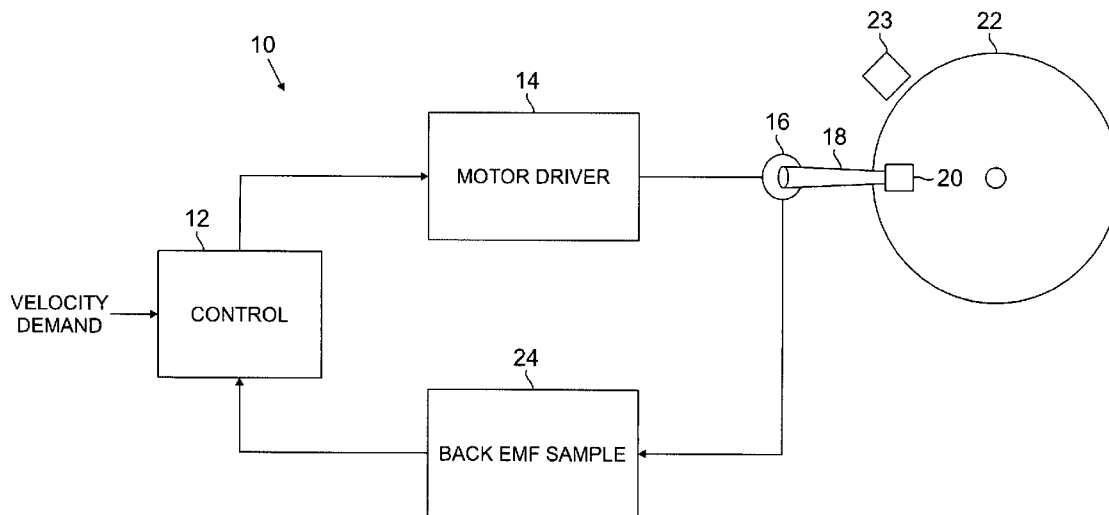 10
14
MOTOR DRIVER
16
18
20
23
22
12
CONTROL
VELOCITY
DEMAND
24
BACK EMF SAMPLE